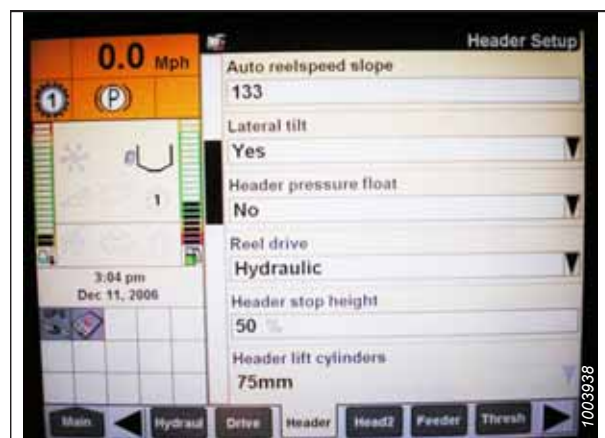 0.0 Mph
Header Setup
1
(P)
1
3:04 pm
Dec 11, 2006
Auto reelspeed slope
133
Lateral tilt
Yes
Header pressure float
No
Reel drive
Hydraulic
Header stop height
50 %
Header lift cylinders
75mm
Main
Hydraul
Drive
Header
Head2
Feeder
Thresh
1003938